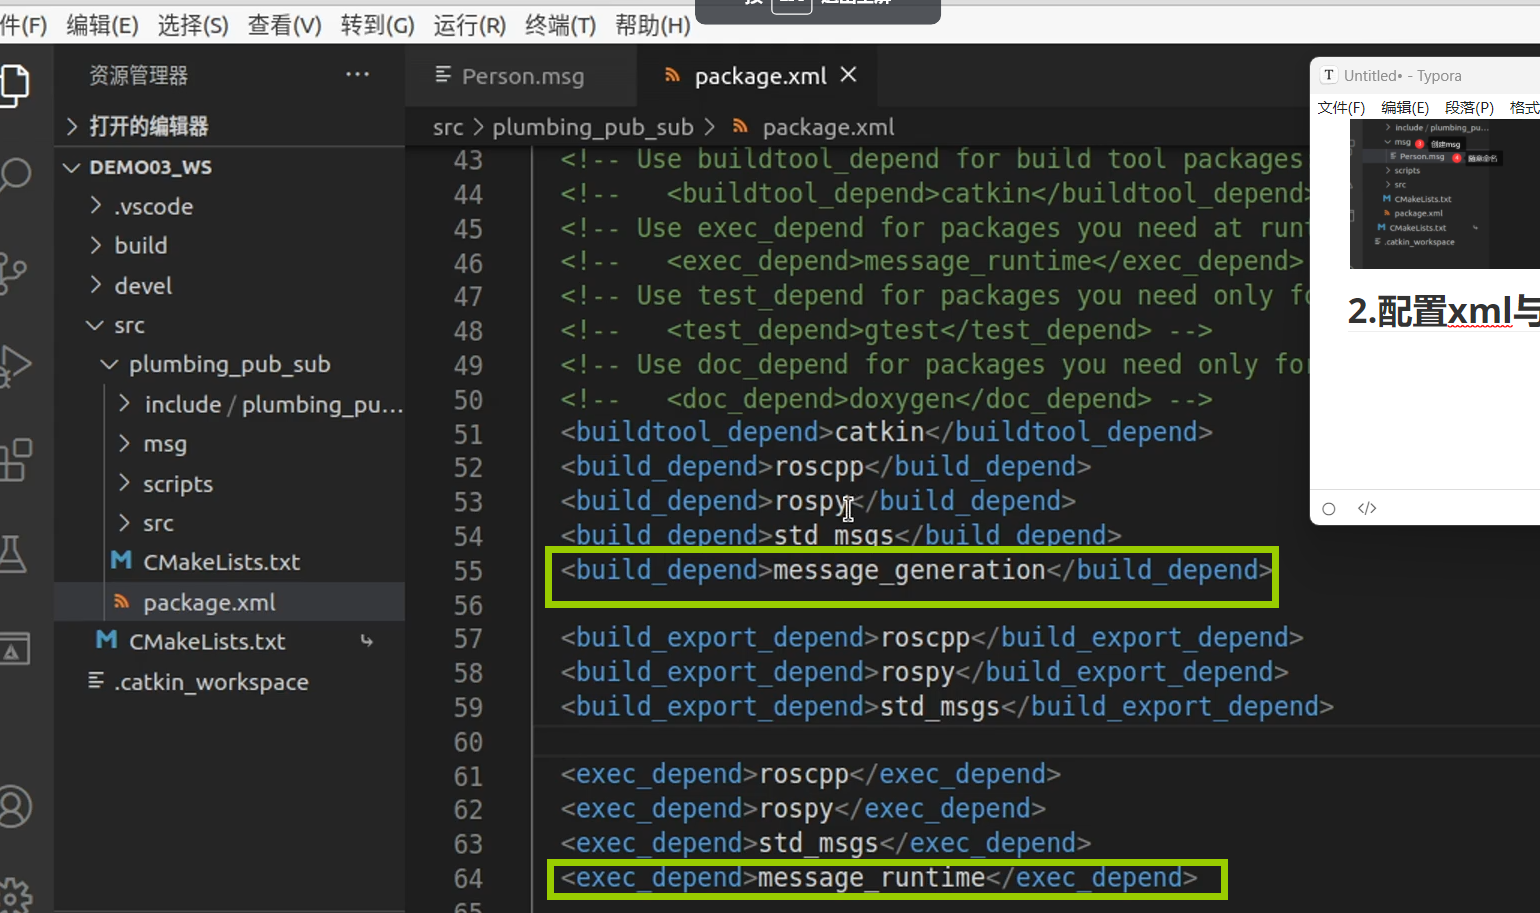 件(F) 编辑(E) 选择(S) 查看(V) 转到(G) 运行(R) 终端(T) 帮助(H)
资源管理器 ···
打开的编辑器
DEMO03_WS
.vscode
build
devel
src
plumbing_pub_sub
include / plumbing_pu...
msg
scripts
src
CMakeLists.txt
package.xml
CMakeLists.txt
.catkin_workspace
Person.msg
package.xml
src > plumbing_pub_sub > package.xml
43 <!-- Use buildtool_depend for build tool packages
44 <!--   <buildtool_depend>catkin</buildtool_depend>
45 <!-- Use exec_depend for packages you need at runt
46 <!--   <exec_depend>message_runtime</exec_depend>
47 <!-- Use test_depend for packages you need only fo
48 <!--   <test_depend>gtest</test_depend> -->
49 <!-- Use doc_depend for packages you need only for
50 <!--   <doc_depend>doxygen</doc_depend> -->
51 <buildtool_depend>catkin</buildtool_depend>
52 <build_depend>roscpp</build_depend>
53 <build_depend>rospy</build_depend>
54 <build_depend>std_msgs</build_depend>
55 <build_depend>message_generation</build_depend>
56
57 <build_export_depend>roscpp</build_export_depend>
58 <build_export_depend>rospy</build_export_depend>
59 <build_export_depend>std_msgs</build_export_depend>
60
61 <exec_depend>roscpp</exec_depend>
62 <exec_depend>rospy</exec_depend>
63 <exec_depend>std_msgs</exec_depend>
64 <exec_depend>message_runtime</exec_depend>
65
T Untitled• - Typora
文件(F) 编辑(E) 段落(P) 格式
include / plumbing_pu...
msg 创建msg
Person.msg
scripts
src
CMakeLists.txt
package.xml
CMakeLists.txt
.catkin_workspace
2.配置xml与
</>